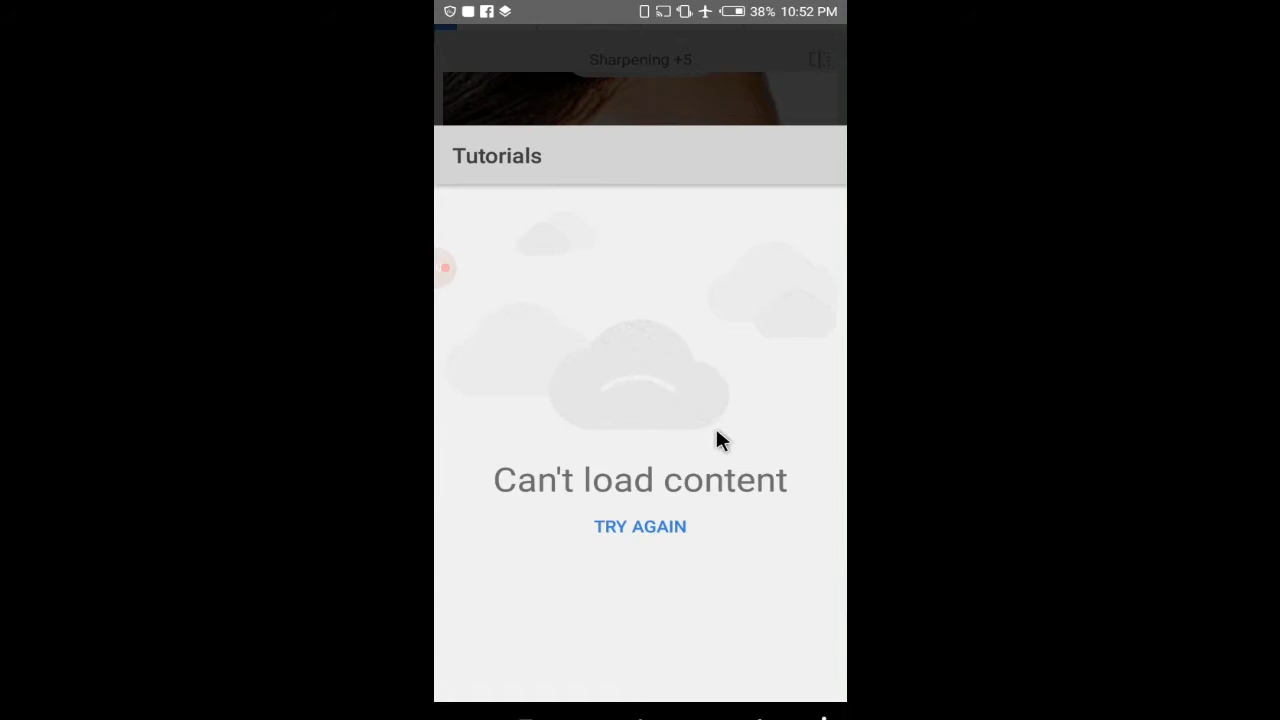 38% 10:52 PM
Sharpening +5
Tutorials
Can't load content
TRY AGAIN